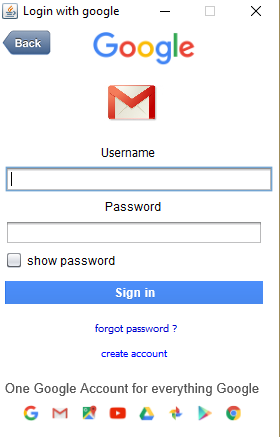 Login with google
Back
Google
Username
Password
show password
Sign in
forgot password ?
create account
One Google Account for everything Google